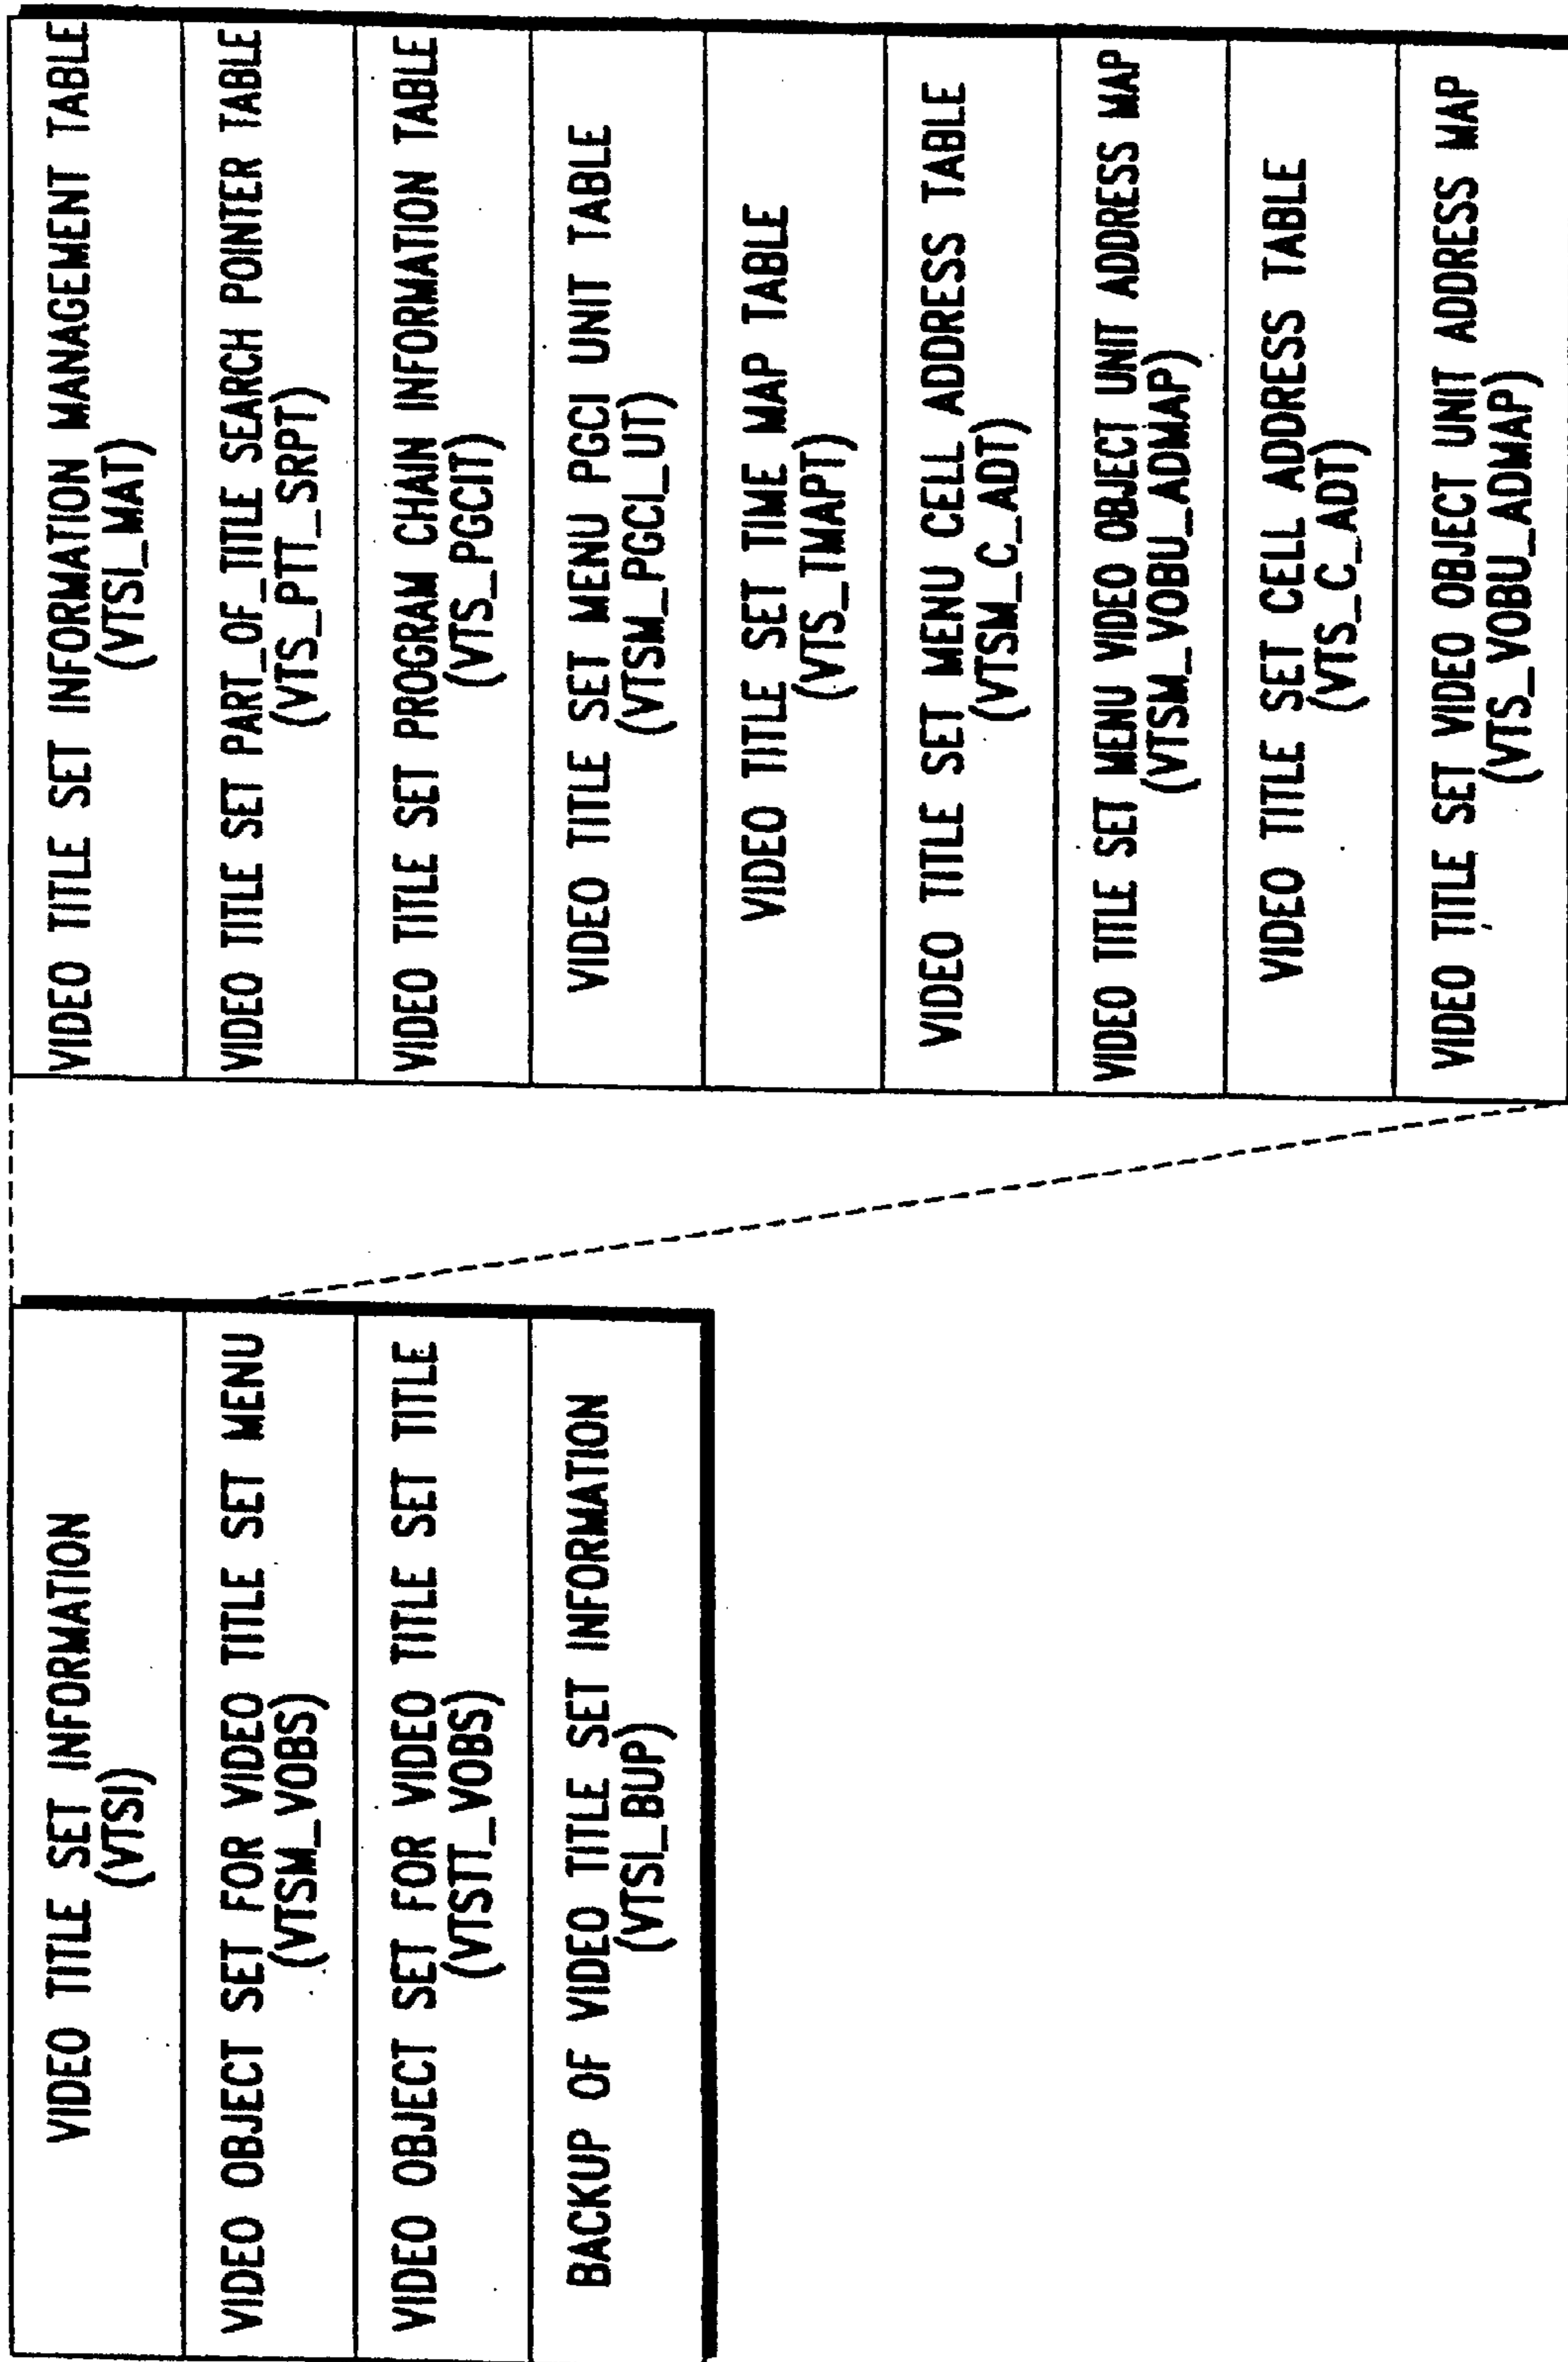 VIDEO TITLE SET INFORMATION
(VTSI)
VIDEO OBJECT SET FOR VIDEO TITLE SET MENU
(VTSM_VOBS)
VIDEO OBJECT SET FOR VIDEO TITLE SET TITLE
(VTSTT_VOBS)
BACKUP OF VIDEO TITLE SET INFORMATION
(VTSI_BUP)
VIDEO TITLE SET INFORMATION MANAGEMENT TABLE
(VTSI_MAT)
VIDEO TITLE SET PART_OF_TITLE SEARCH POINTER TABLE
(VTS_PTT_SRPT)
VIDEO TITLE SET PROGRAM CHAIN INFORMATION TABLE
(VTS_PGCIT)
VIDEO TITLE SET MENU PGCI UNIT TABLE
(VTSM_PGCI_UT)
VIDEO TITLE SET TIME MAP TABLE
(VTS_TMAPT)
VIDEO TITLE SET MENU CELL ADDRESS TABLE
(VTSM_C_ADT)
VIDEO TITLE SET MENU VIDEO OBJECT UNIT ADDRESS MAP
(VTSM_VOBU_ADMAP)
VIDEO TITLE SET CELL ADDRESS TABLE
(VTS_C_ADT)
VIDEO TITLE SET VIDEO OBJECT UNIT ADDRESS MAP
(VTS_VOBU_ADMAP)